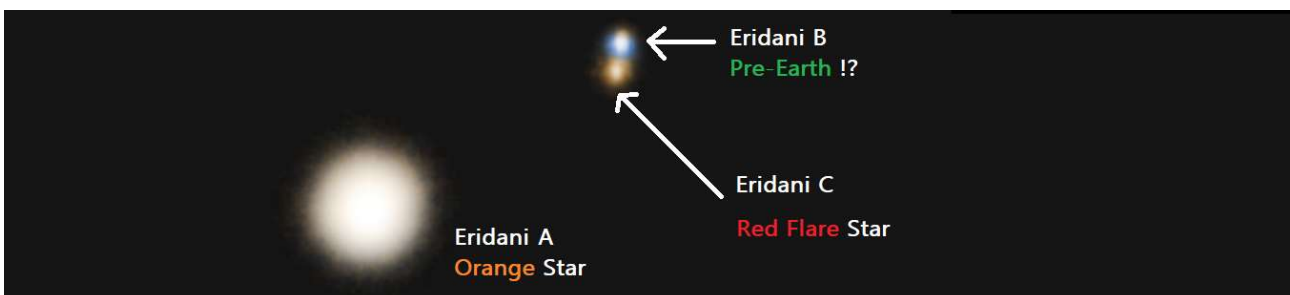 Eridani B
Pre-Earth !?
Eridani C
Red Flare Star
Eridani A
Orange Star